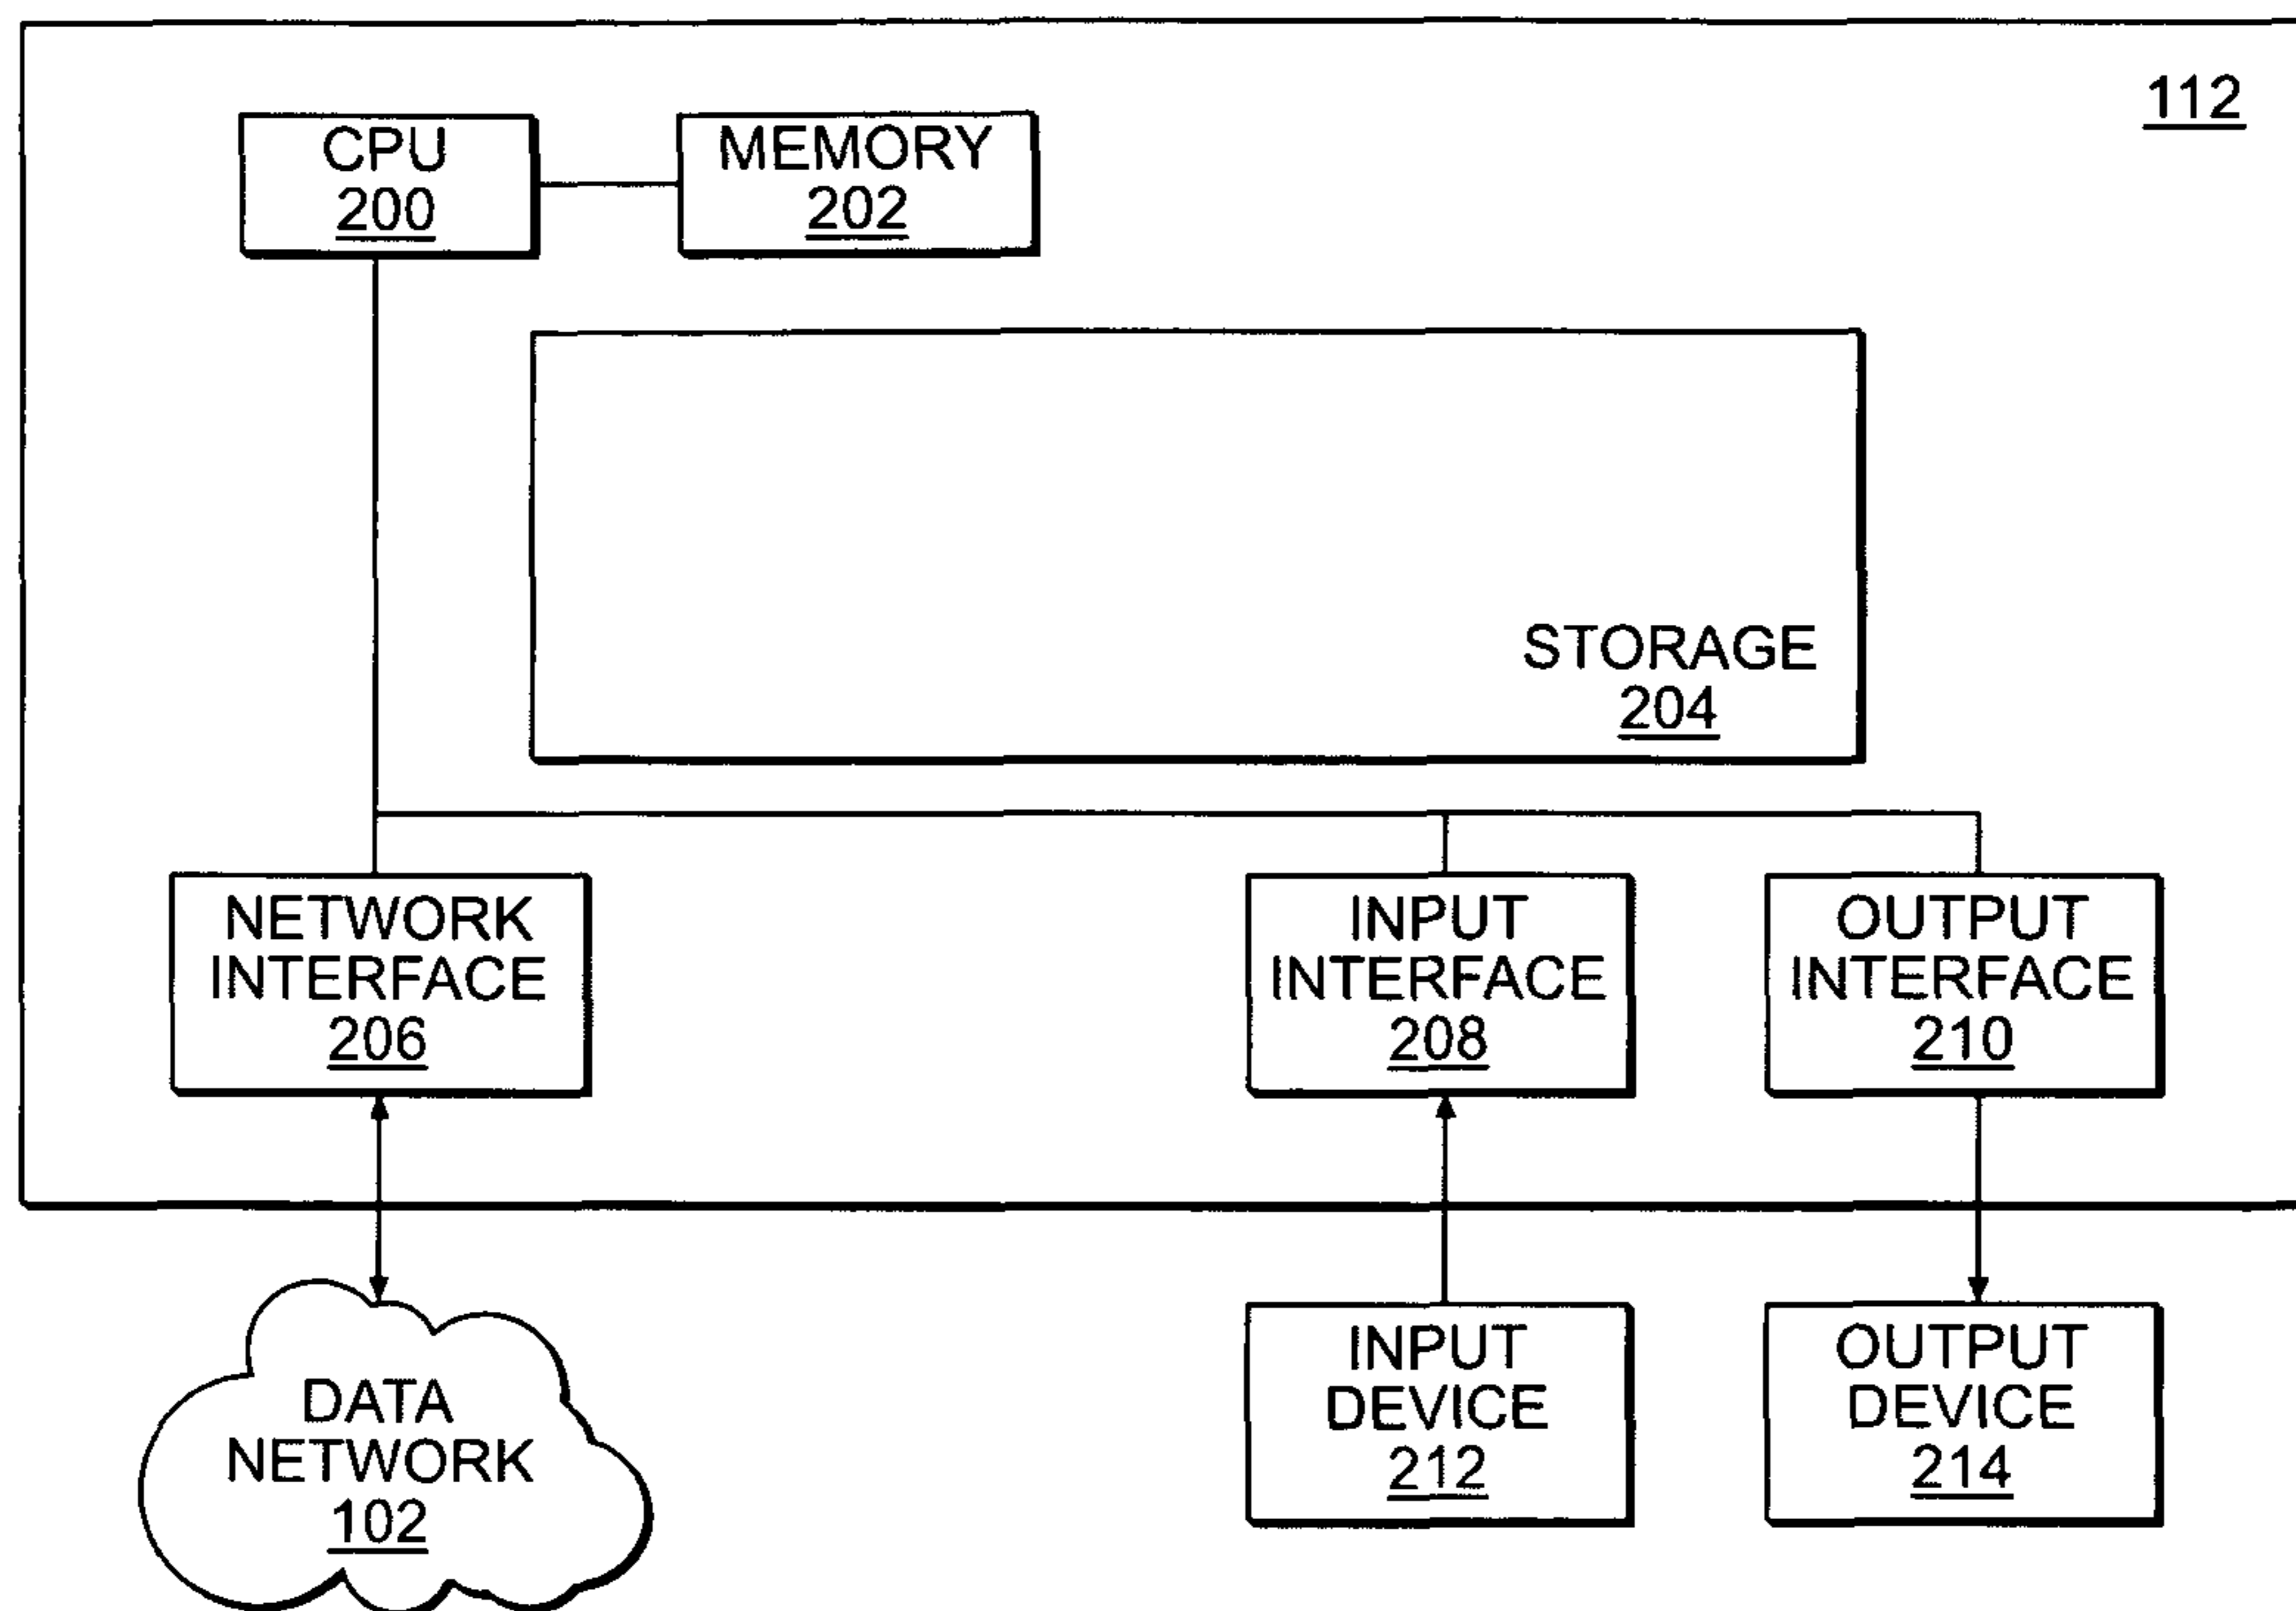 112
CPU
200
MEMORY
202
STORAGE
204
NETWORK
INTERFACE
206
INPUT
INTERFACE
208
OUTPUT
INTERFACE
210
DATA
NETWORK
102
INPUT
DEVICE
212
OUTPUT
DEVICE
214